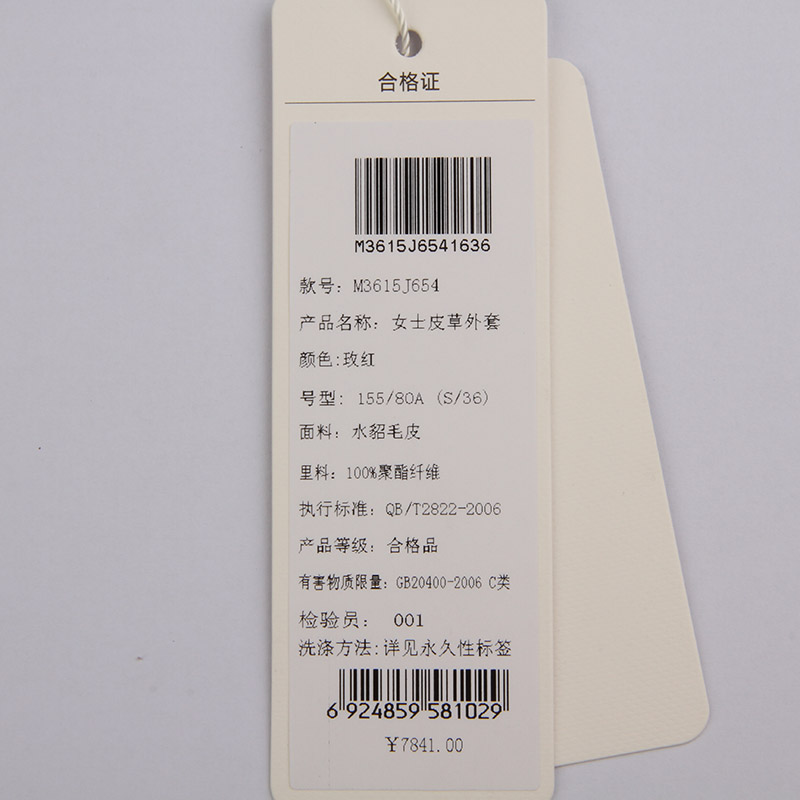 合格证
M3615J6541636
款号: M3615J654
产品名称: 女士皮草外套
颜色:玫红
号型: 155/80A (S/36)
面料: 水貂毛皮
里料: 100%聚酯纤维
执行标准: QB/T2822-2006
产品等级: 合格品
有害物质限量: GB20400-2006 C类
检验员: 001
洗涤方法:详见永久性标签
6 924859 581029
¥7841.00